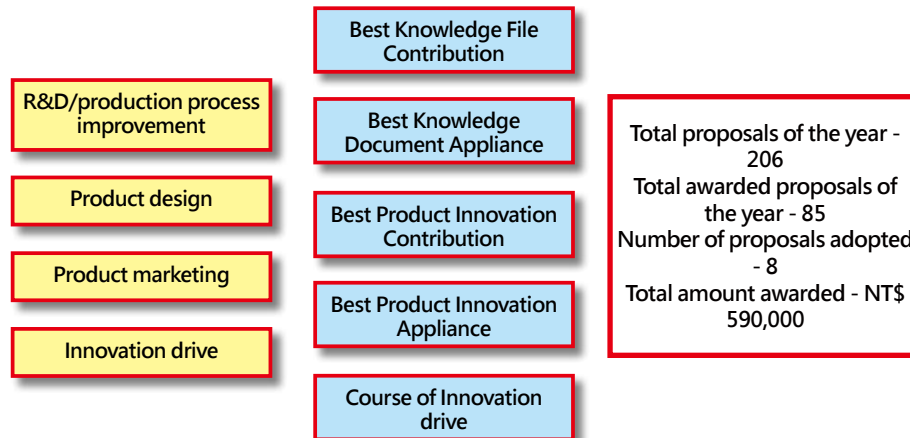 R&D/production process
improvement
Product design
Product marketing
Innovation drive
Best Knowledge File
Contribution
Best Knowledge
Document Appliance
Best Product Innovation
Contribution
Best Product Innovation
Appliance
Course of Innovation
drive
Total proposals of the year -
206
Total awarded proposals of
the year - 85
Number of proposals adopted
- 8
Total amount awarded - NT$
590,000